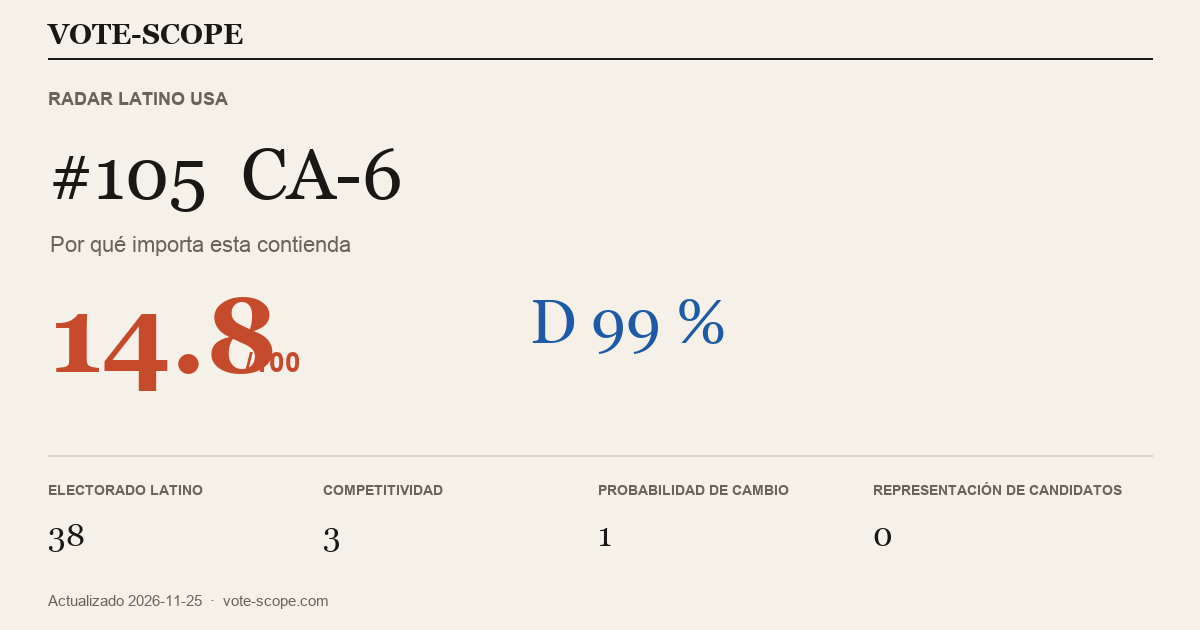 VOTE-SCOPE
RADAR LATINO USA
#105 CA-6
Por qué importa esta contienda
14.8/100
D 99 %
ELECTORADO LATINO
38
COMPETITIVIDAD
3
PROBABILIDAD DE CAMBIO
1
REPRESENTACIÓN DE CANDIDATOS
0
Actualizado 2026-11-25 · vote-scope.com